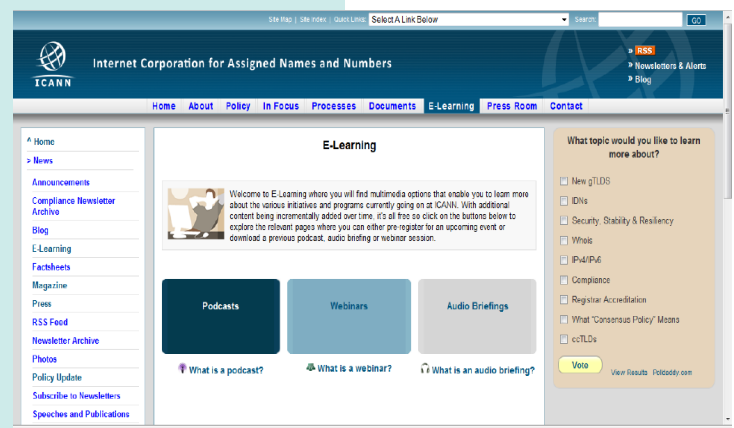 Site Map | Site Index | Quick Links: Select A Link Below Search: GO
ICANN
Internet Corporation for Assigned Names and Numbers
» RSS
» Newsletters & Alerts
» Blog
Home About Policy In Focus Processes Documents E-Learning Press Room Contact
^ Home
> News
Announcements
Compliance Newsletter
Archive
Blog
E-Learning
Factsheets
Magazine
Press
RSS Feed
Newsletter Archive
Photos
Policy Update
Subscribe to Newsletters
Speeches and Publications
E-Learning
Welcome to E-Learning where you will find multimedia options that enable you to learn more
about the various initiatives and programs currently going on at ICANN. With additional
content being incrementally added over time, it's all free so click on the buttons below to
explore the relevant pages where you can either pre-register for an upcoming event or
download a previous podcast, audio briefing or webinar session.
Podcasts Webinars Audio Briefings
What is a podcast? What is a webinar? What is an audio briefing?
What topic would you like to learn
more about?
New gTLDS
IDNs
Security, Stability & Resiliency
Whois
IPv4/IPv6
Compliance
Registrar Accreditation
What "Consensus Policy" Means
ccTLDs
Vote View Results Polldaddy.com